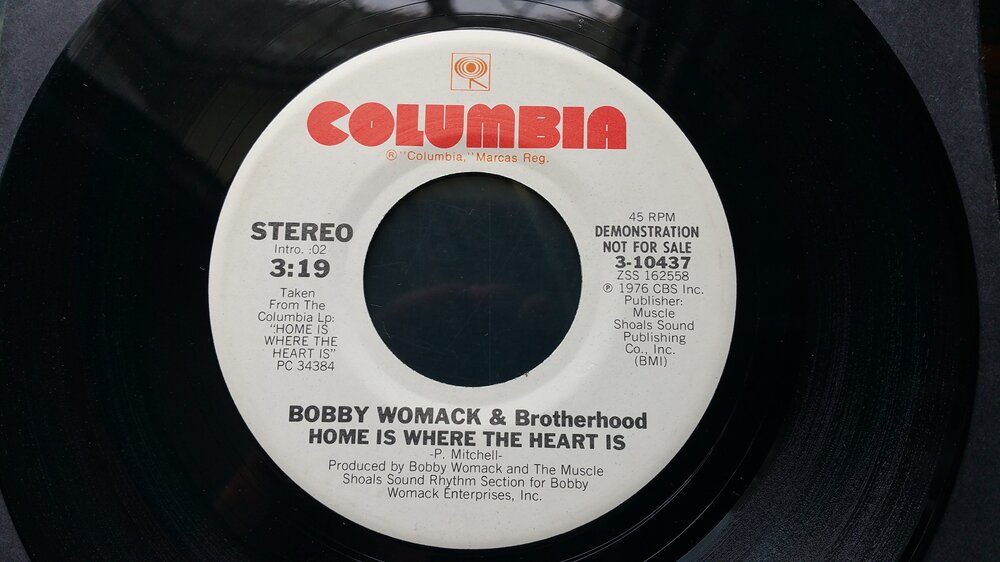 COLUMBIA
® "Columbia," Marcas Reg.
STEREO
Intro. :02
3:19
Taken
From The
Columbia Lp:
"HOME IS
WHERE THE
HEART IS"
PC 34384
45 RPM
DEMONSTRATION
NOT FOR SALE
3-10437
ZSS 162558
℗ 1976 CBS Inc.
Publisher:
Muscle
Shoals Sound
Publishing
Co., Inc.
(BMI)
BOBBY WOMACK & Brotherhood
HOME IS WHERE THE HEART IS
-P. Mitchell-
Produced by Bobby Womack and The Muscle
Shoals Sound Rhythm Section for Bobby
Womack Enterprises, Inc.